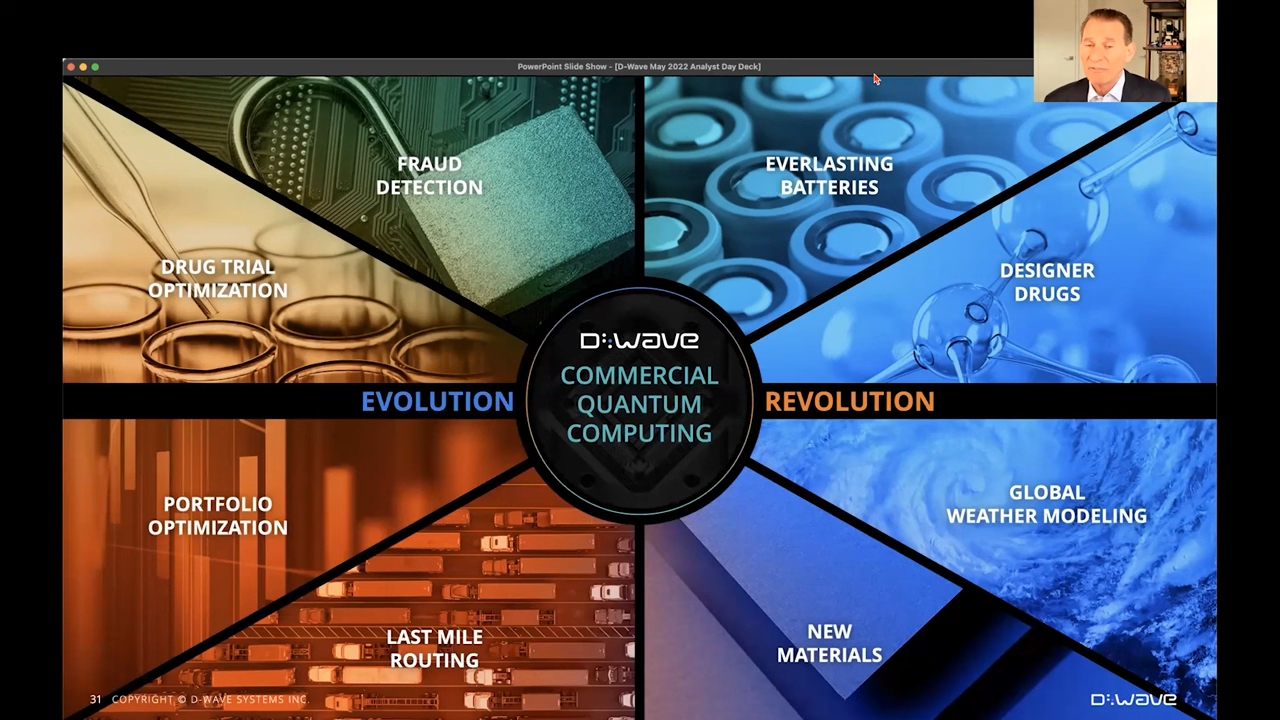 PowerPoint Slide Show - [D-Wave May 2022 Analyst Day Deck]
FRAUD
DETECTION
EVERLASTING
BATTERIES
DRUG TRIAL
OPTIMIZATION
DESIGNER
DRUGS
D:WAVE
COMMERCIAL
QUANTUM
COMPUTING
EVOLUTION
REVOLUTION
PORTFOLIO
OPTIMIZATION
GLOBAL
WEATHER MODELING
LAST MILE
ROUTING
NEW
MATERIALS
31 COPYRIGHT © D-WAVE SYSTEMS INC.
D:WAVE